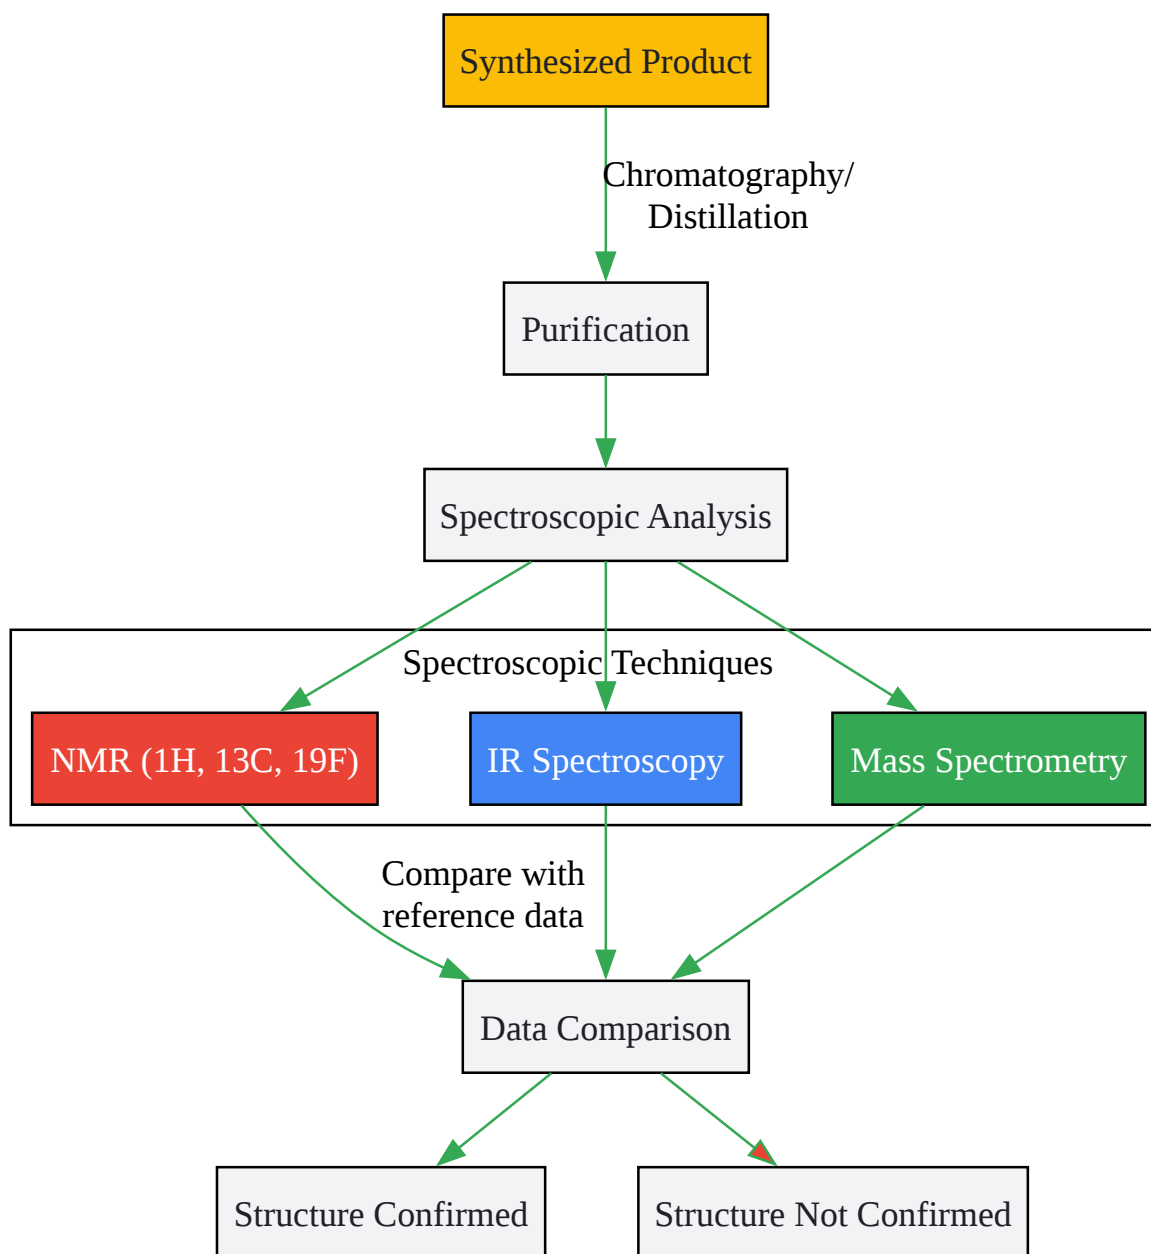 Synthesized Product
Chromatography/
Distillation
Purification
Spectroscopic Analysis
Spectroscopic Techniques
NMR (1H, 13C, 19F)
IR Spectroscopy
Mass Spectrometry
Compare with
reference data
Data Comparison
Structure Confirmed
Structure Not Confirmed